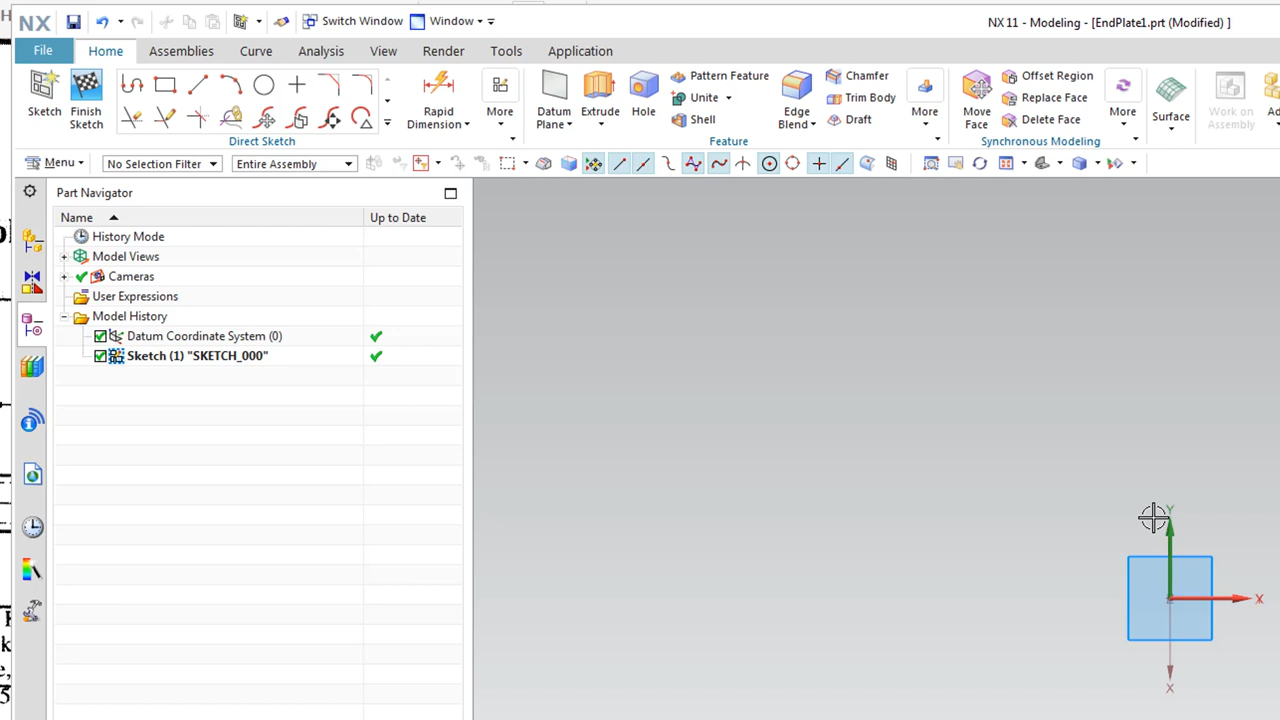 NX Switch Window Window NX 11 - Modeling - [EndPlate1.prt (Modified) ]
File Home Assemblies Curve Analysis View Render Tools Application
Sketch Finish Sketch Rapid Dimension More Datum Plane Extrude Hole Pattern Feature Unite Shell Edge Blend Chamfer Trim Body Draft More Move Face Offset Region Replace Face Delete Face More Surface Work on Assembly
Direct Sketch Feature Synchronous Modeling
Menu No Selection Filter Entire Assembly
Part Navigator
Name Up to Date
History Mode
Model Views
Cameras
User Expressions
Model History
Datum Coordinate System (0)
Sketch (1) "SKETCH_000"
Y
X
X